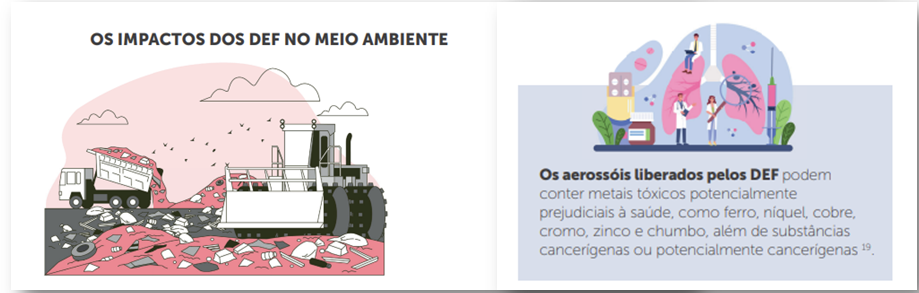 OS IMPACTOS DOS DEF NO MEIO AMBIENTE
Os aerossóis liberados pelos DEF podem
conter metais tóxicos potencialmente
prejudiciais à saúde, como ferro, níquel, cobre,
cromo, zinco e chumbo, além de substâncias
cancerígenas ou potencialmente cancerígenas ¹⁹.